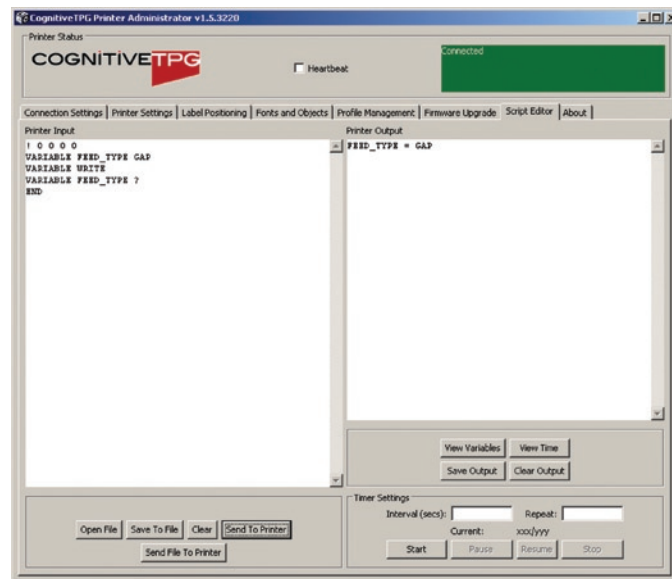 CognitiveTPG Printer Administrator v1.5.3220
Printer Status
COGNITIVETPG
Heartbeat
Connected
Connection Settings Printer Settings Label Positioning Fonts and Objects Profile Management Firmware Upgrade Script Editor About
Printer Input
! 0 0 0 0
VARIABLE FEED_TYPE GAP
VARIABLE WRITE
VARIABLE FEED_TYPE ?
END
Printer Output
FEED_TYPE = GAP
View Variables View Time
Save Output Clear Output
Open File Save To File Clear Send To Printer
Send File To Printer
Timer Settings
Interval (secs): Repeat:
Current: xxx/yyy
Start Pause Resume Stop